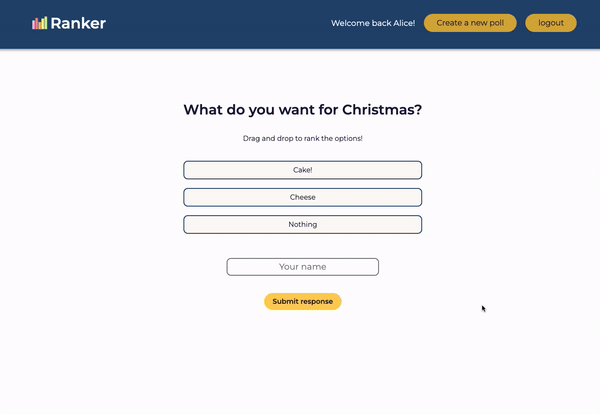 Ranker
Welcome back Alice!
Create a new poll
logout
What do you want for Christmas?
Drag and drop to rank the options!
Cake!
Cheese
Nothing
Your name
Submit response